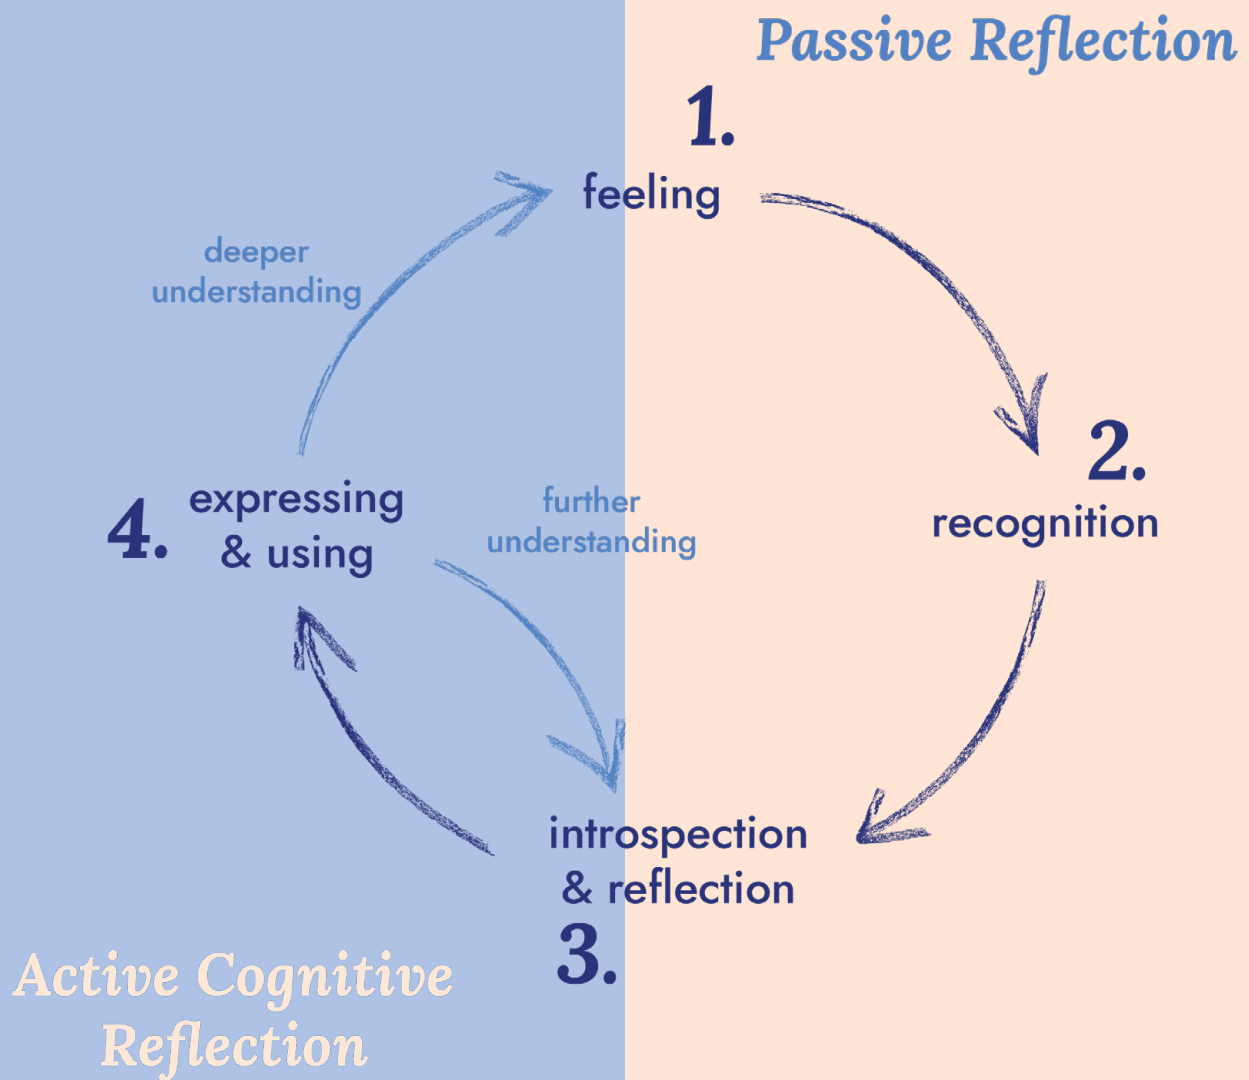 Passive Reflection
1.
feeling
2.
recognition
introspection
& reflection
3.
4.
expressing
& using
deeper
understanding
further
understanding
Active Cognitive
Reflection